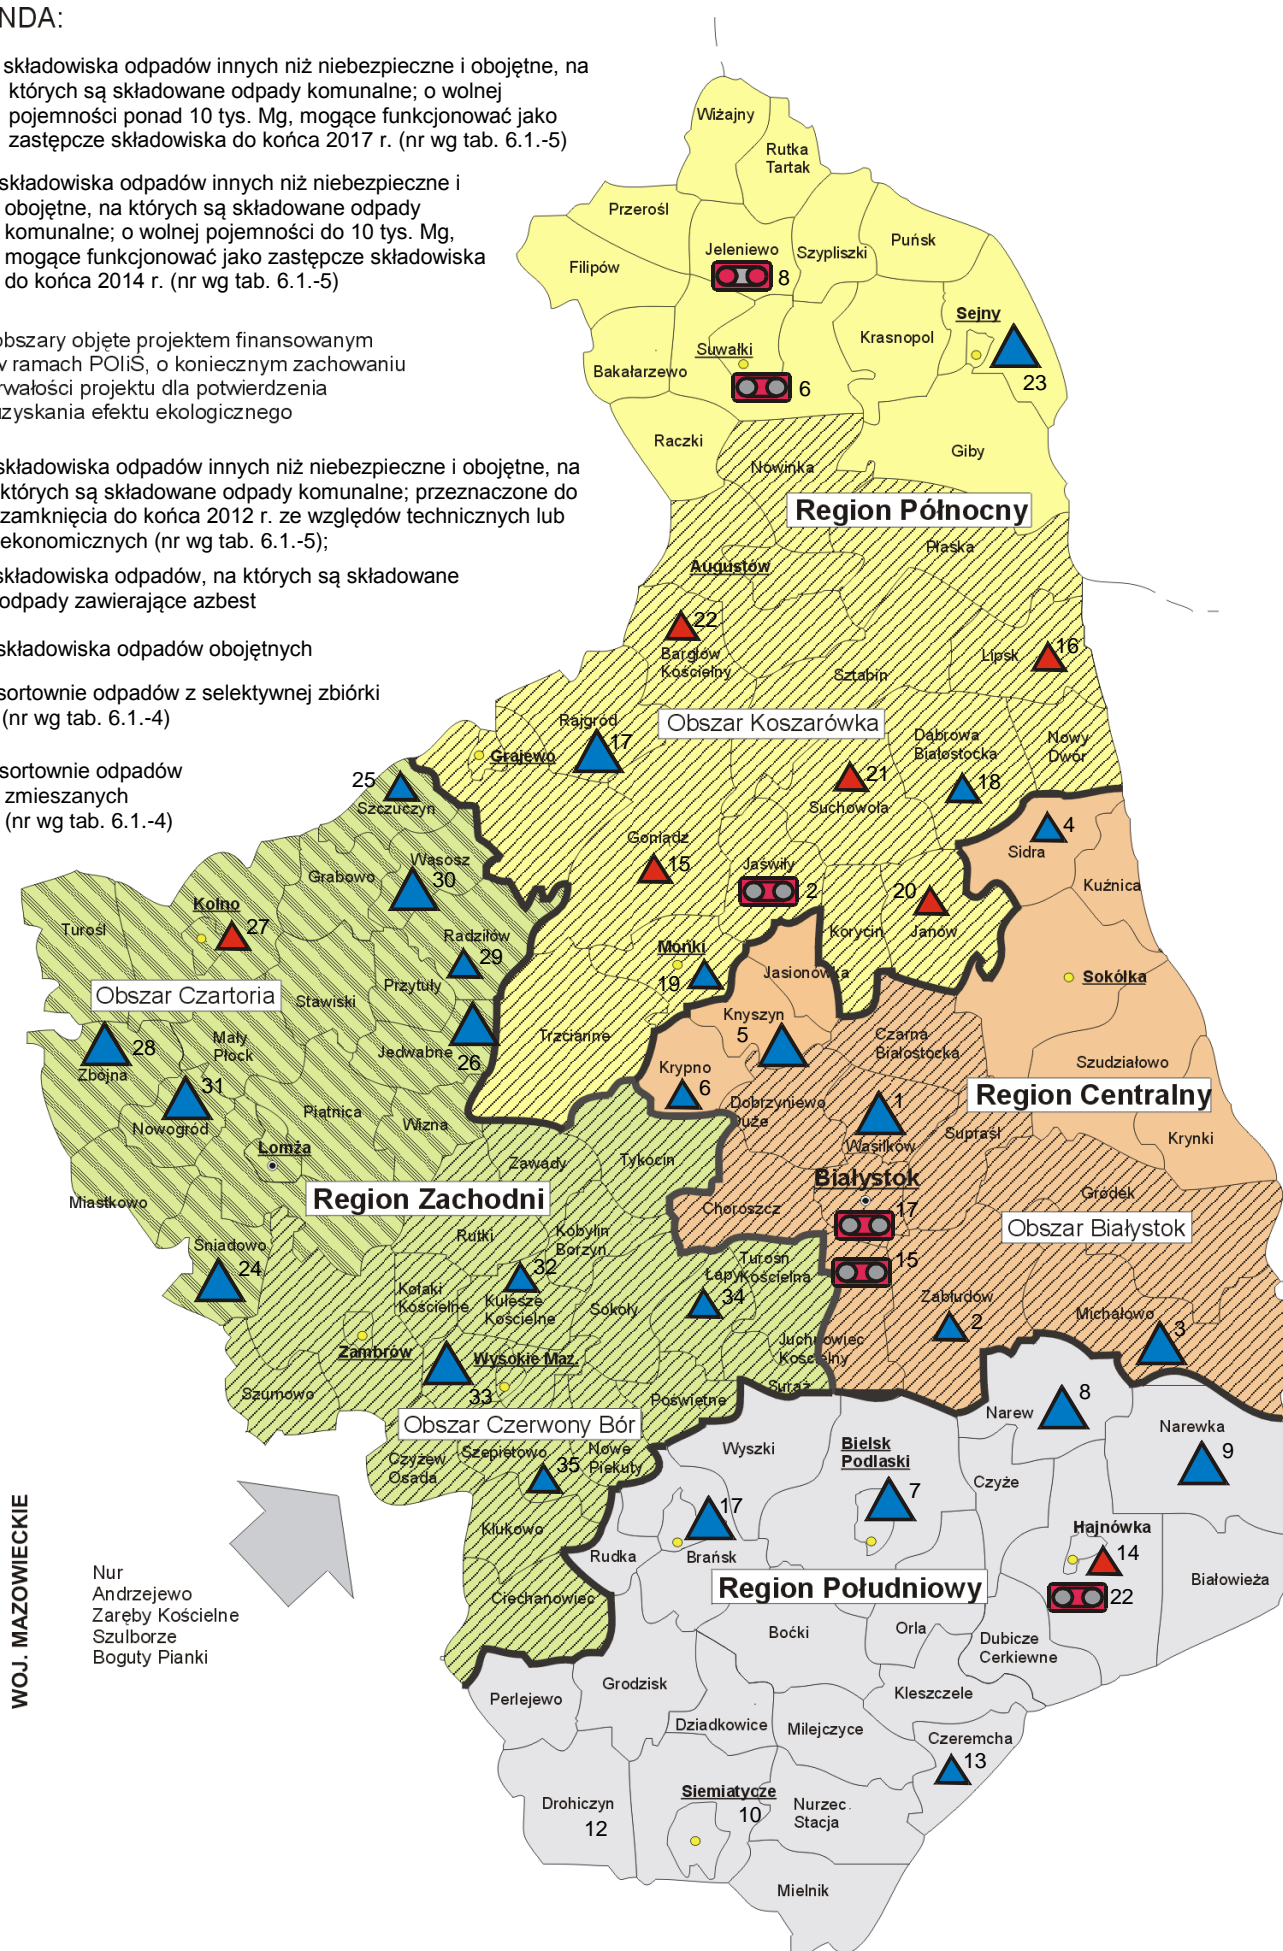 NDA:
składowiska odpadów innych niż niebezpieczne i obojętne, na
których są składowane odpady komunalne; o wolnej
pojemności ponad 10 tys. Mg, mogące funkcjonować jako
zastępcze składowiska do końca 2017 r. (nr wg tab. 6.1.-5)
składowiska odpadów innych niż niebezpieczne i
obojętne, na których są składowane odpady
komunalne; o wolnej pojemności do 10 tys. Mg,
mogące funkcjonować jako zastępcze składowiska
do końca 2014 r. (nr wg tab. 6.1.-5)
obszary objęte projektem finansowanym
w ramach POIiŚ, o koniecznym zachowaniu
rwałości projektu dla potwierdzenia
uzyskania efektu ekologicznego
składowiska odpadów innych niż niebezpieczne i obojętne, na
których są składowane odpady komunalne; przeznaczone do
zamknięcia do końca 2012 r. ze względów technicznych lub
ekonomicznych (nr wg tab. 6.1.-5);
składowiska odpadów, na których są składowane
odpady zawierające azbest
składowiska odpadów obojętnych
sortownie odpadów z selektywnej zbiórki
(nr wg tab. 6.1.-4)
sortownie odpadów
zmieszanych
(nr wg tab. 6.1.-4)
Wiżajny
Rutka
Tartak
Przerośl
Jeleniewo
8
Szypliszki
Puńsk
Filipów
Sejny
23
Krasnopol
Suwałki
6
Bakałarzewo
Raczki
Giby
Nowinka
Region Północny
Płaska
Augustów
22
Bargłów
Kościelny
Lipsk
16
Sztabin
Rajgród
17
Obszar Koszarówka
Dąbrowa
Białostocka
18
Nowy
Dwór
Grajewo
25
Szczuczyn
21
Suchowola
4
Sidra
Goniądz
15
Jaświły
2
Wąsosz
30
Grabowo
Kuźnica
20
Janów
Korycin
Kolno
27
Turośl
Radziłów
29
Mońki
19
Jasionówka
Sokółka
Przytuły
Obszar Czartoria
Stawiski
Knyszyn
5
Trzcianne
Czarna
Białostocka
Mały
Płock
Jedwabne
26
28
Zbójna
Krypno
6
Szudziałowo
Region Centralny
31
Nowogród
Piątnica
Wizna
Dobrzyniewo
Duże
1
Wasilków
Supraśl
Krynki
Łomża
Zawady
Tykocin
Białystok
17
Miastkowo
Region Zachodni
Choroszcz
Gródek
Obszar Białystok
Śniadowo
24
Rutki
Kobylin
Borzyn.
32
Kulesze
Kościelne
Kołaki
Kościelne
Sokoły
Turośń
Kościelna
Łapy
34
15
Zabłudów
2
Michałowo
3
Zambrów
Wysokie Maz.
33
Juchnowiec
Kościelny
Suraż
Szumowo
Poświętne
Obszar Czerwony Bór
8
Narew
Narewka
9
Czyżew
Osada
Szepietowo
35
Nowe
Piekuty
Wyszki
Bielsk
Podlaski
7
Czyże
17
Brańsk
Klukowo
Rudka
Hajnówka
14
22
Białowieża
Region Południowy
Ciechanowiec
WOJ. MAZOWIECKIE
Nur
Andrzejewo
Zaręby Kościelne
Szulborze
Boguty Pianki
Boćki
Orla
Dubicze
Cerkiewne
Perlejewo
Grodzisk
Kleszczele
Dziadkowice
Milejczyce
Czeremcha
13
Drohiczyn
12
Siemiatycze
10
Nurzec
Stacja
Mielnik